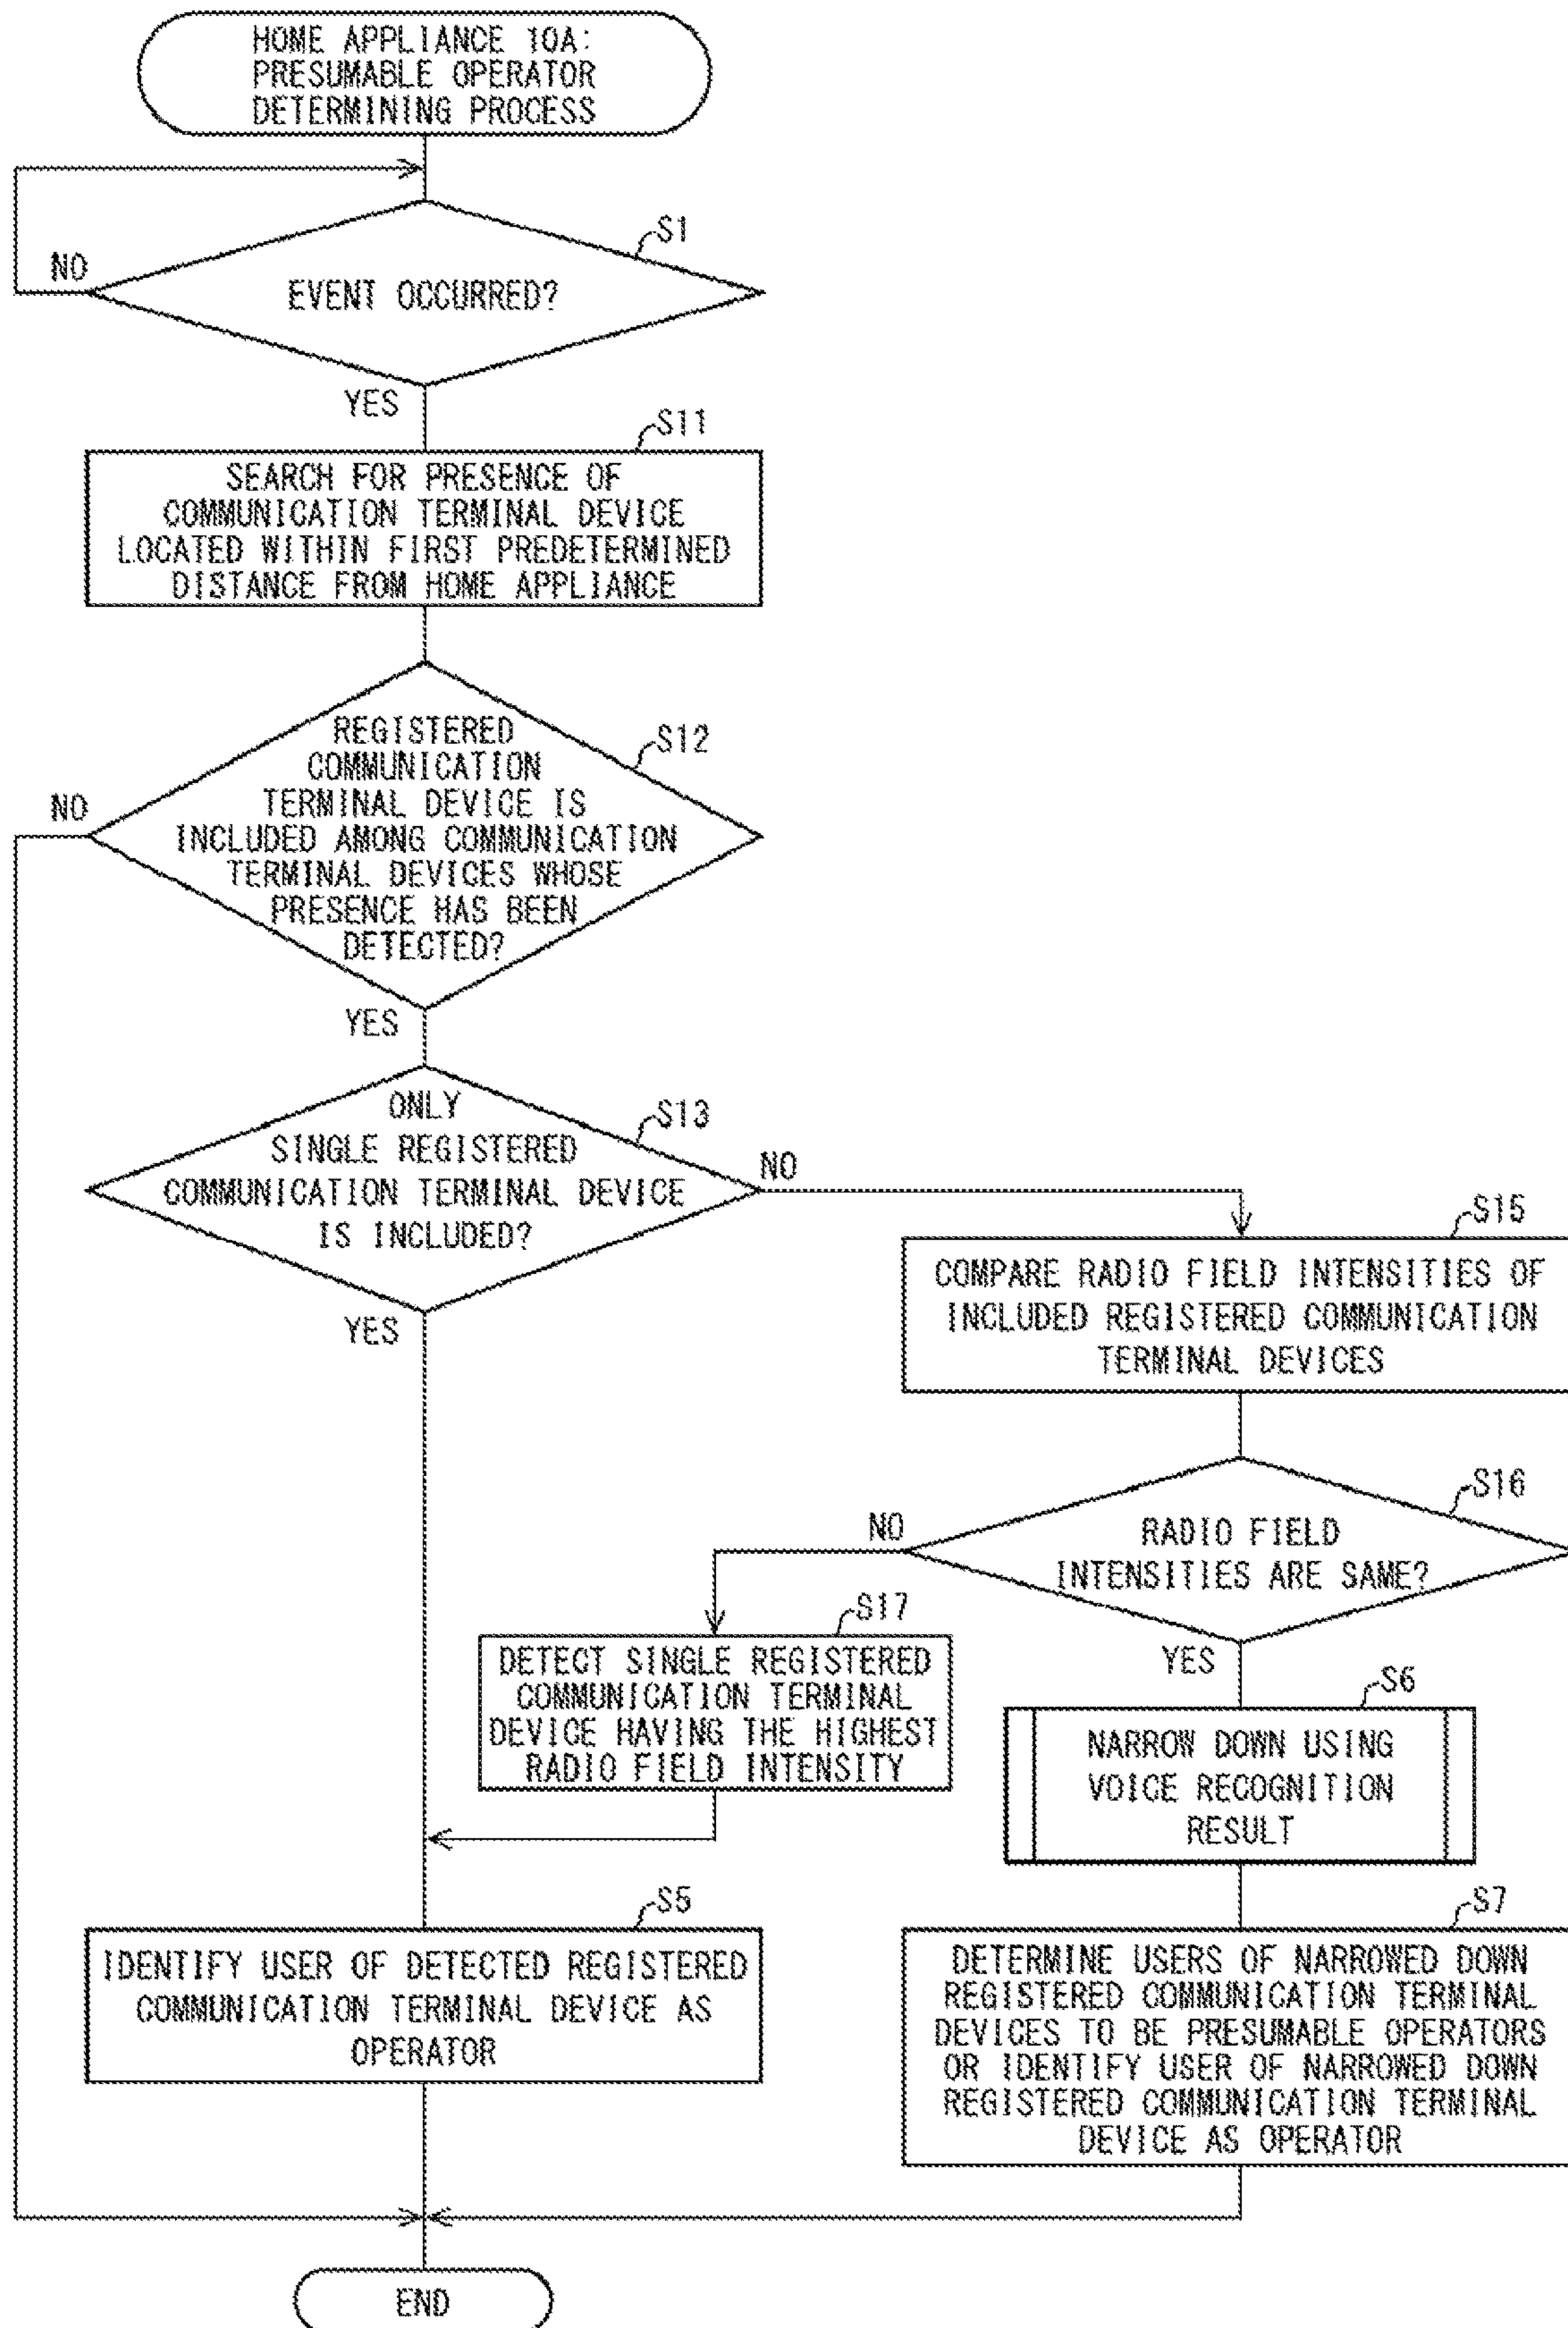 HOME APPLIANCE 10A:
PRESUMABLE OPERATOR
DETERMINING PROCESS
S1
NO
EVENT OCCURRED?
YES
S11
SEARCH FOR PRESENCE OF
COMMUNICATION TERMINAL DEVICE
LOCATED WITHIN FIRST PREDETERMINED
DISTANCE FROM HOME APPLIANCE
S12
NO
REGISTERED
COMMUNICATION
TERMINAL DEVICE IS
INCLUDED AMONG COMMUNICATION
TERMINAL DEVICES WHOSE
PRESENCE HAS BEEN
DETECTED?
YES
S13
ONLY
SINGLE REGISTERED
COMMUNICATION TERMINAL DEVICE
IS INCLUDED?
NO
YES
S15
COMPARE RADIO FIELD INTENSITIES OF
INCLUDED REGISTERED COMMUNICATION
TERMINAL DEVICES
S16
NO
RADIO FIELD
INTENSITIES ARE SAME?
YES
S17
DETECT SINGLE REGISTERED
COMMUNICATION TERMINAL
DEVICE HAVING THE HIGHEST
RADIO FIELD INTENSITY
S6
NARROW DOWN USING
VOICE RECOGNITION
RESULT
S5
IDENTIFY USER OF DETECTED REGISTERED
COMMUNICATION TERMINAL DEVICE AS
OPERATOR
S7
DETERMINE USERS OF NARROWED DOWN
REGISTERED COMMUNICATION TERMINAL
DEVICES TO BE PRESUMABLE OPERATORS
OR IDENTIFY USER OF NARROWED DOWN
REGISTERED COMMUNICATION TERMINAL
DEVICE AS OPERATOR
END